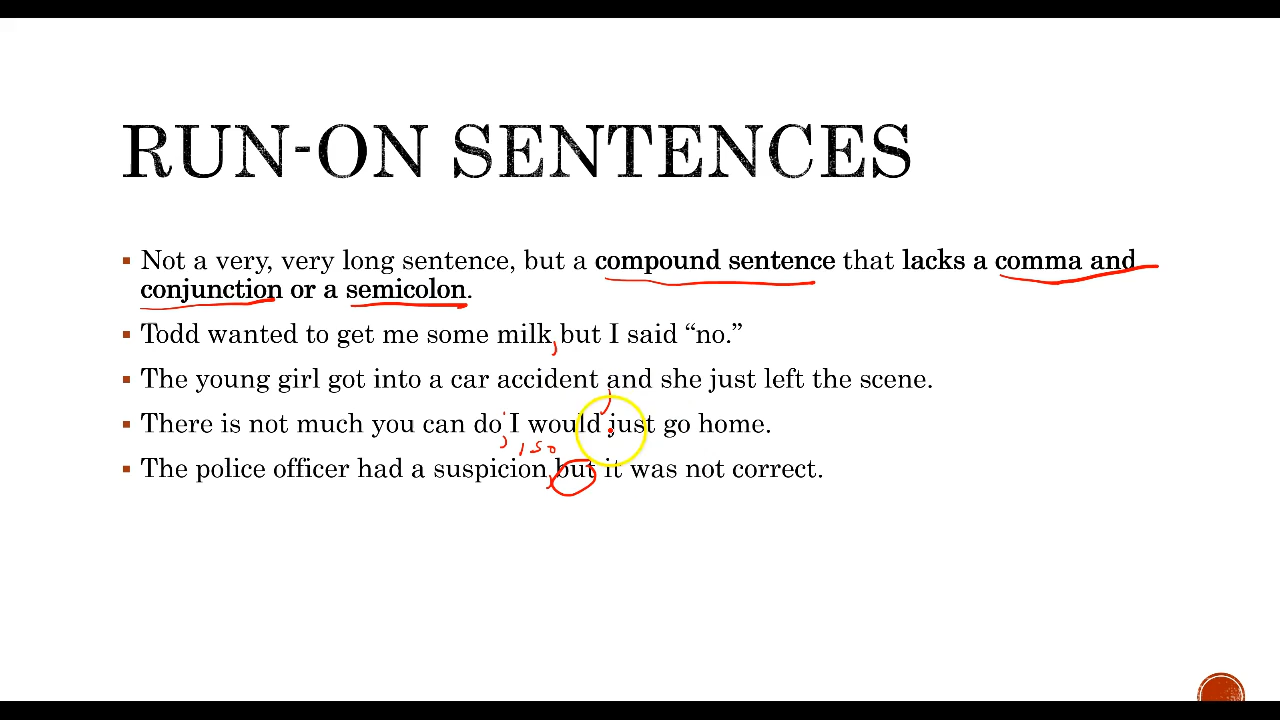 RUN-ON SENTENCES
▪ Not a very, very long sentence, but a compound sentence that lacks a comma and
conjunction or a semicolon.
▪ Todd wanted to get me some milk, but I said “no.”
▪ The young girl got into a car accident, and she just left the scene.
▪ There is not much you can do; I would just go home.
, so
▪ The police officer had a suspicion, but it was not correct.